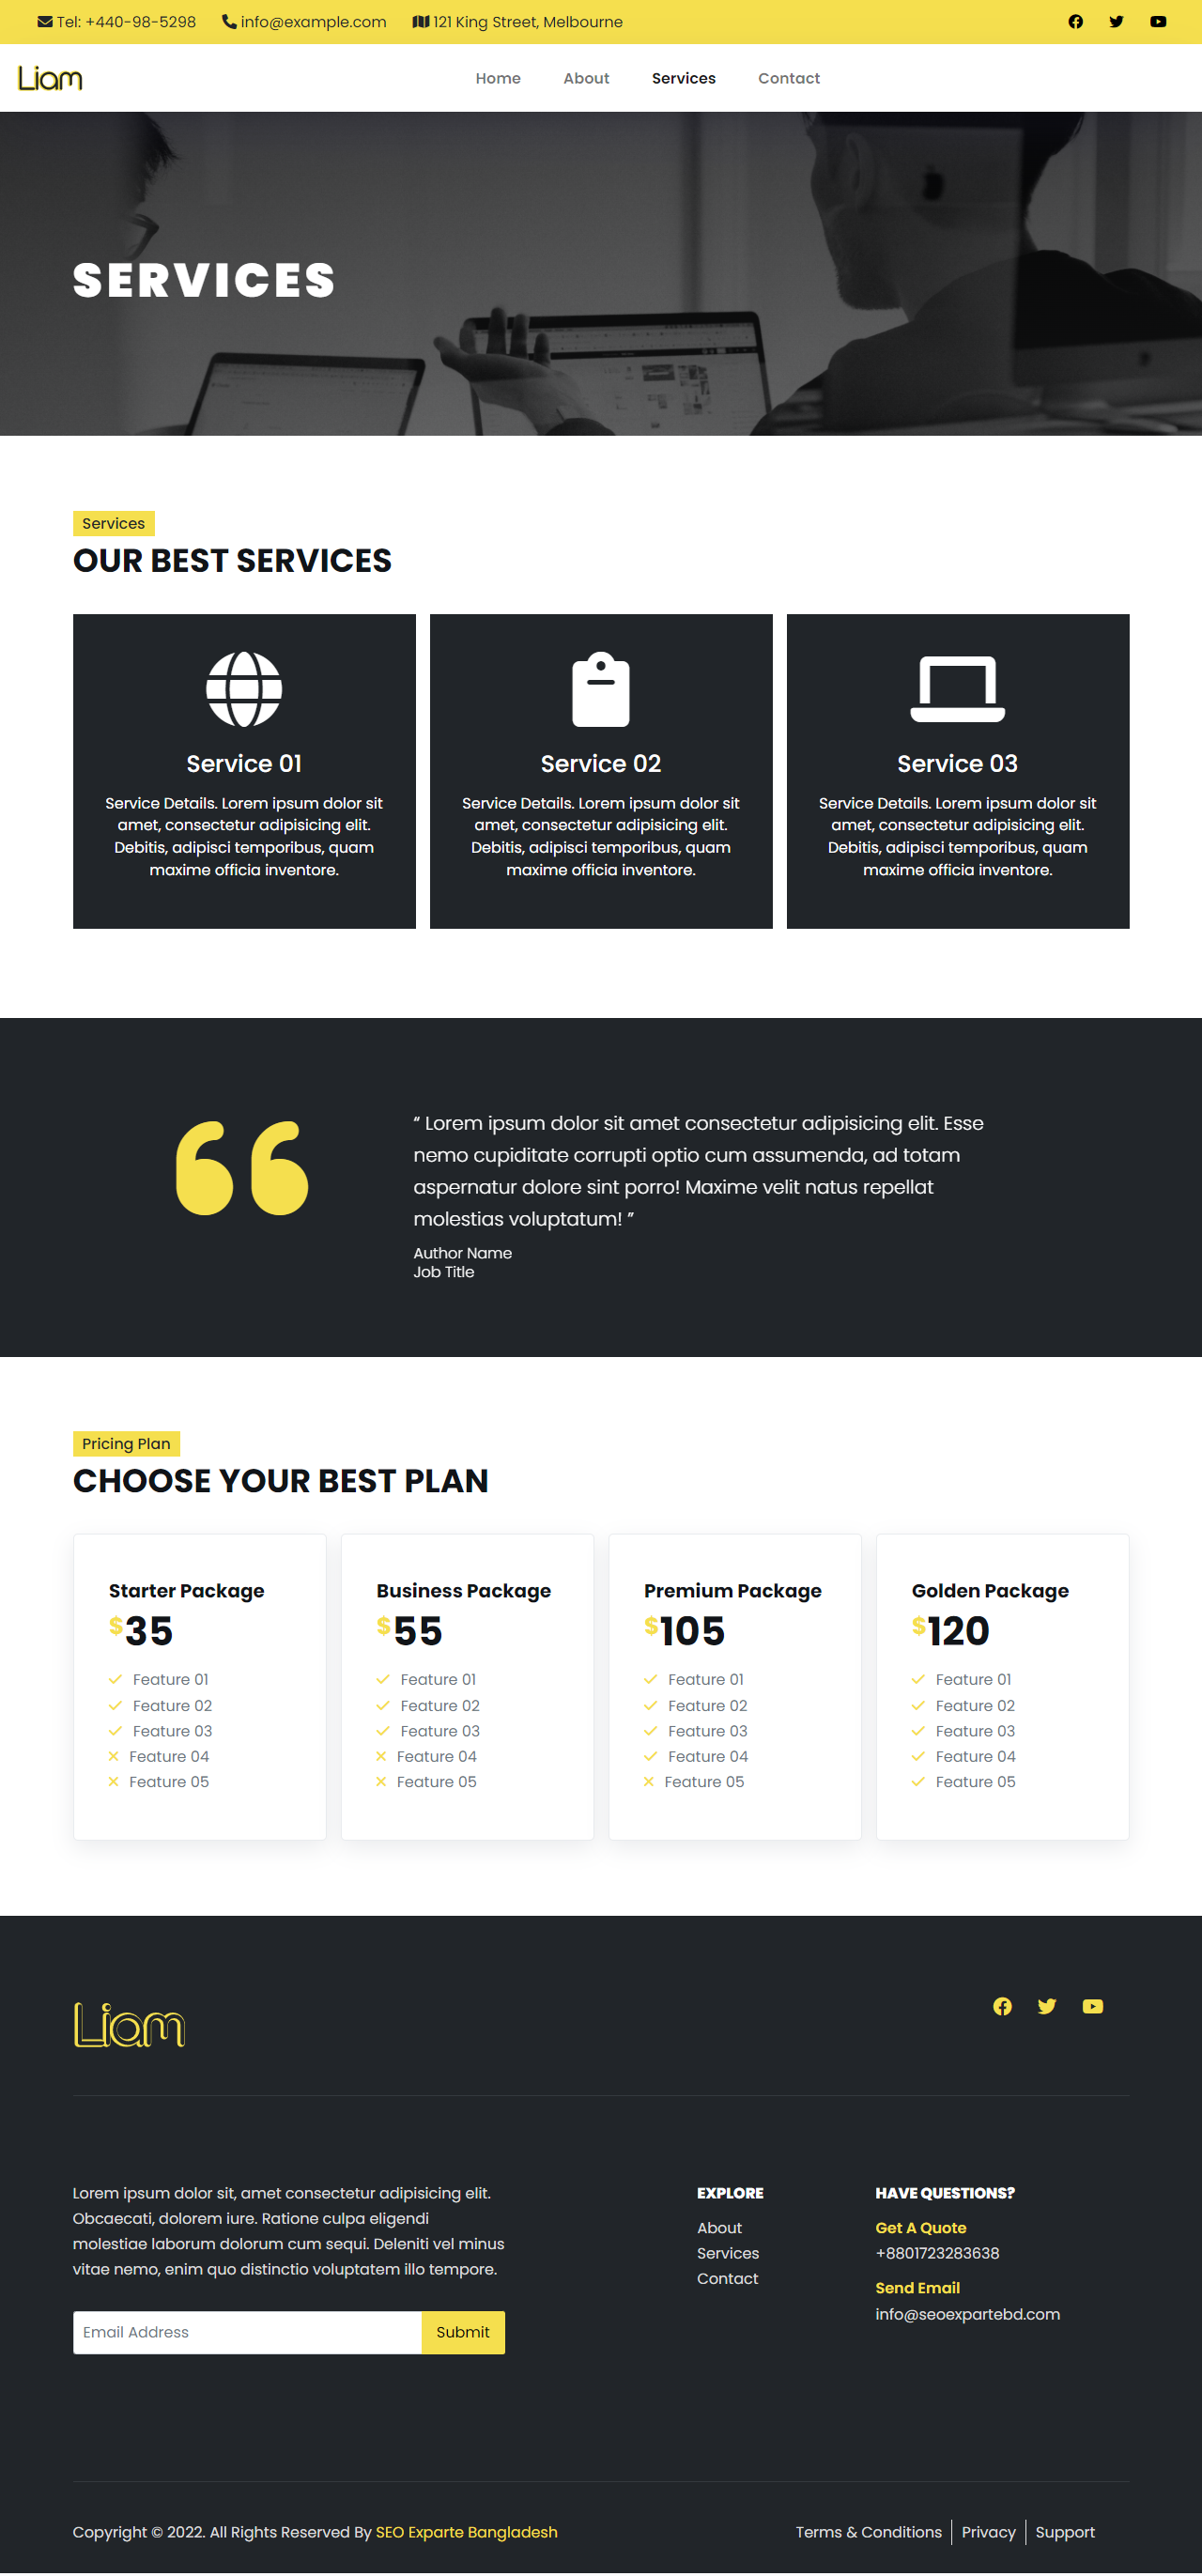 Tel: +440-98-5298 info@example.com 121 King Street, Melbourne
Liam Home About Services Contact
SERVICES
Services
OUR BEST SERVICES
Service 01
Service Details. Lorem ipsum dolor sit
amet, consectetur adipisicing elit.
Debitis, adipisci temporibus, quam
maxime officia inventore.
Service 02
Service Details. Lorem ipsum dolor sit
amet, consectetur adipisicing elit.
Debitis, adipisci temporibus, quam
maxime officia inventore.
Service 03
Service Details. Lorem ipsum dolor sit
amet, consectetur adipisicing elit.
Debitis, adipisci temporibus, quam
maxime officia inventore.
“ Lorem ipsum dolor sit amet consectetur adipisicing elit. Esse
nemo cupiditate corrupti optio cum assumenda, ad totam
aspernatur dolore sint porro! Maxime velit natus repellat
molestias voluptatum! ”
Author Name
Job Title
Pricing Plan
CHOOSE YOUR BEST PLAN
Starter Package
$35
Feature 01
Feature 02
Feature 03
Feature 04
Feature 05
Business Package
$55
Feature 01
Feature 02
Feature 03
Feature 04
Feature 05
Premium Package
$105
Feature 01
Feature 02
Feature 03
Feature 04
Feature 05
Golden Package
$120
Feature 01
Feature 02
Feature 03
Feature 04
Feature 05
Liam
Lorem ipsum dolor sit, amet consectetur adipisicing elit.
Obcaecati, dolorem iure. Ratione culpa eligendi
molestiae laborum dolorum cum sequi. Deleniti vel minus
vitae nemo, enim quo distinctio voluptatem illo tempore.
Email Address Submit
EXPLORE
About
Services
Contact
HAVE QUESTIONS?
Get A Quote
+8801723283638
Send Email
info@seoexpartebd.com
Copyright © 2022. All Rights Reserved By SEO Exparte Bangladesh
Terms & Conditions Privacy Support